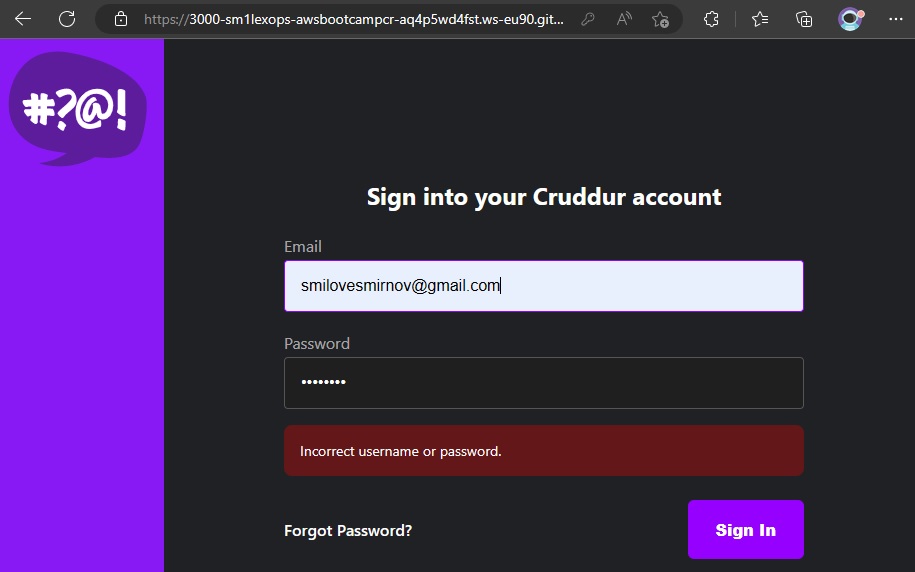 https://3000-sm1lexops-awsbootcampcr-aq4p5wd4fst.ws-eu90.git...
#?@!
Sign into your Cruddur account
Email
smilovesmirnov@gmail.com
Password
••••••••
Incorrect username or password.
Forgot Password?
Sign In